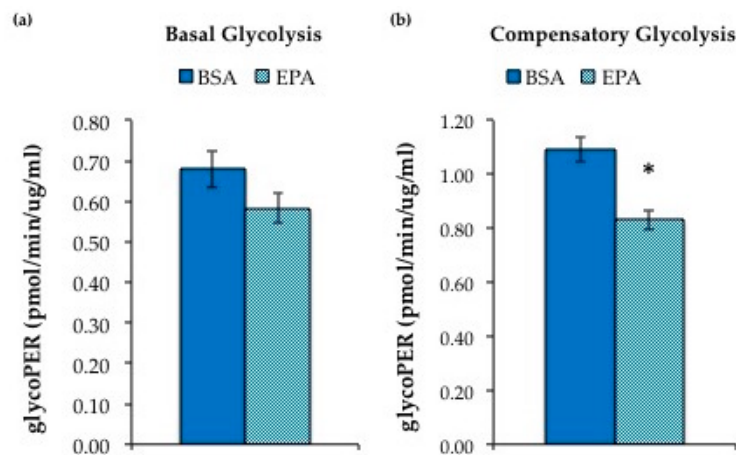 (a)
Basal Glycolysis
BSA EPA
glycoPER (pmol/min/ug/ml)
0.80
0.70
0.60
0.50
0.40
0.30
0.20
0.10
0.00
(b)
Compensatory Glycolysis
BSA EPA
glycoPER (pmol/min/ug/ml)
1.20
1.00
0.80
0.60
0.40
0.20
0.00
*